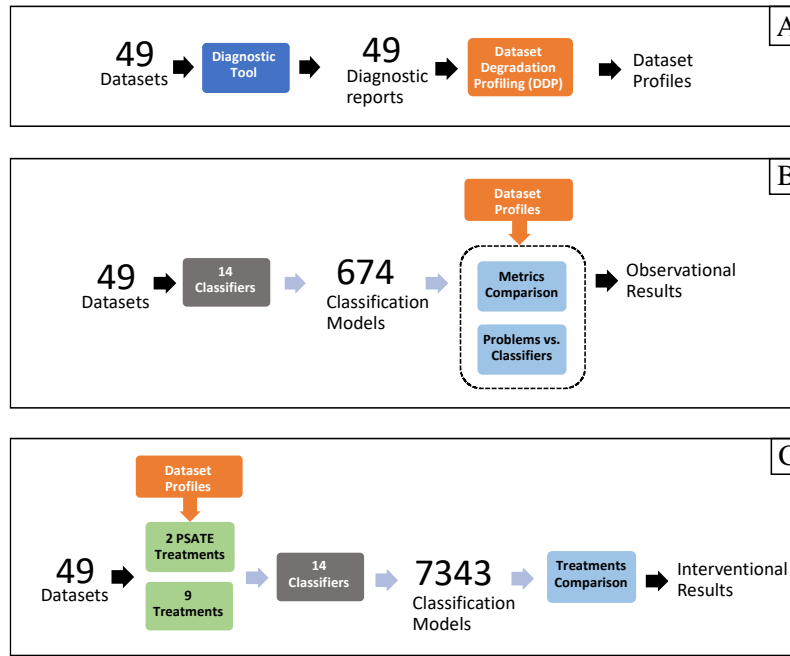 A
49
Datasets
Diagnostic
Tool
49
Diagnostic
reports
Dataset
Degradation
Profiling (DDP)
Dataset
Profiles
B
Dataset
Profiles
49
Datasets
14
Classifiers
674
Classification
Models
Metrics
Comparison
Problems vs.
Classifiers
Observational
Results
C
Dataset
Profiles
49
Datasets
2 PSATE
Treatments
9
Treatments
14
Classifiers
7343
Classification
Models
Treatments
Comparison
Interventional
Results